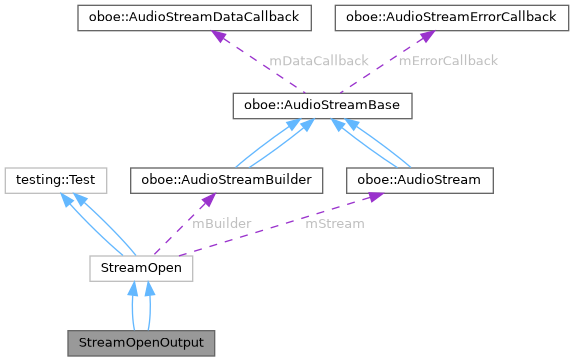 oboe::AudioStreamDataCallback
oboe::AudioStreamErrorCallback
mDataCallback
mErrorCallback
oboe::AudioStreamBase
testing::Test
oboe::AudioStreamBuilder
oboe::AudioStream
mBuilder
mStream
StreamOpen
StreamOpenOutput